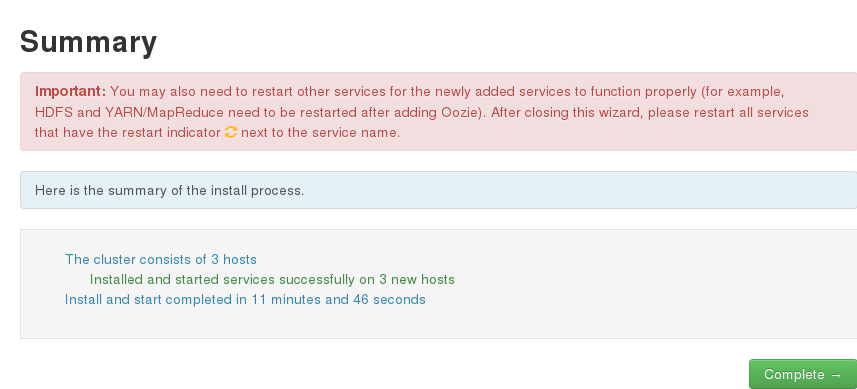 Summary
Important: You may also need to restart other services for the newly added services to function properly (for example,
HDFS and YARN/MapReduce need to be restarted after adding Oozie). After closing this wizard, please restart all services
that have the restart indicator next to the service name.
Here is the summary of the install process.
The cluster consists of 3 hosts
Installed and started services successfully on 3 new hosts
Install and start completed in 11 minutes and 46 seconds
Complete →